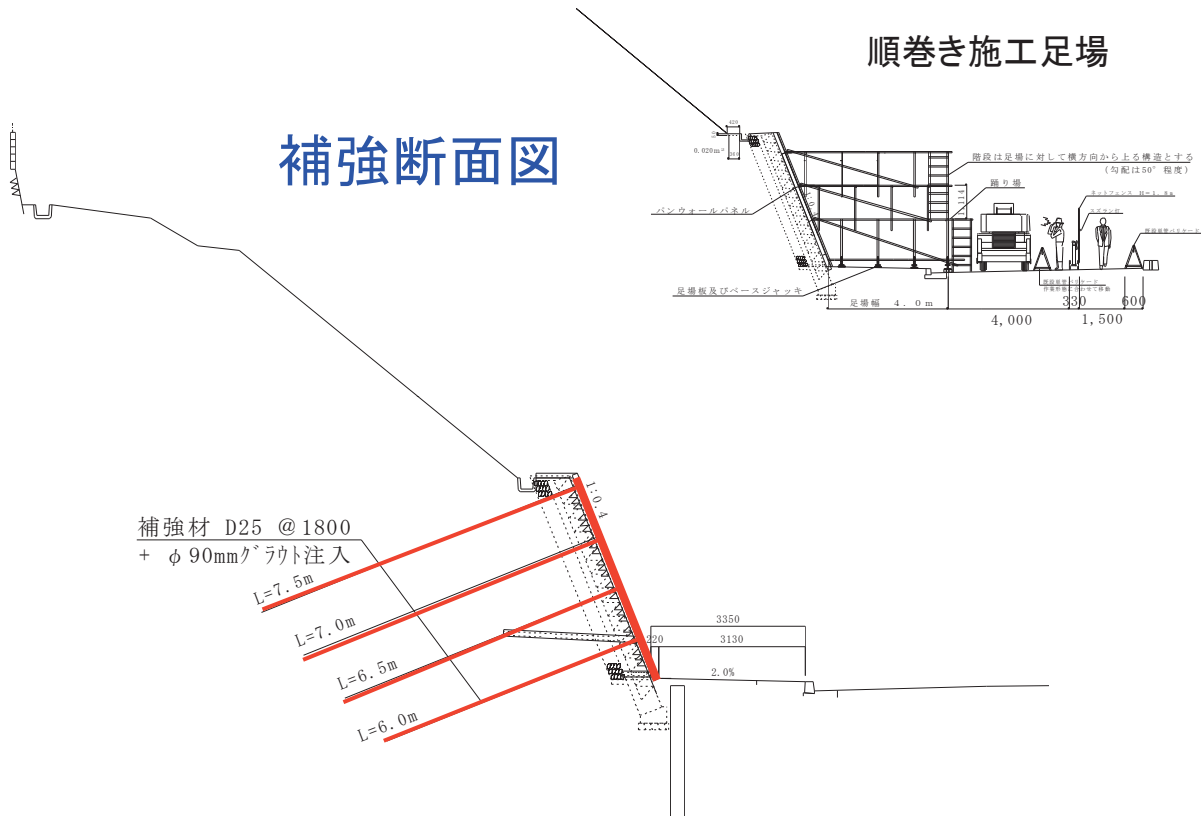 順巻き施工足場
補強断面図
420
0.020m²
階段は足場に対して横方向から上る構造とする
(勾配は50°程度)
踊り場
パンウォールパネル
足場板及びベースジャッキ
足場幅 4.0m
4,000
330
1,500
600
1:0.4
補強材 D25 @1800
+ φ90mmグラウト注入
L=7.5m
L=7.0m
L=6.5m
L=6.0m
3350
220
3130
2.0%